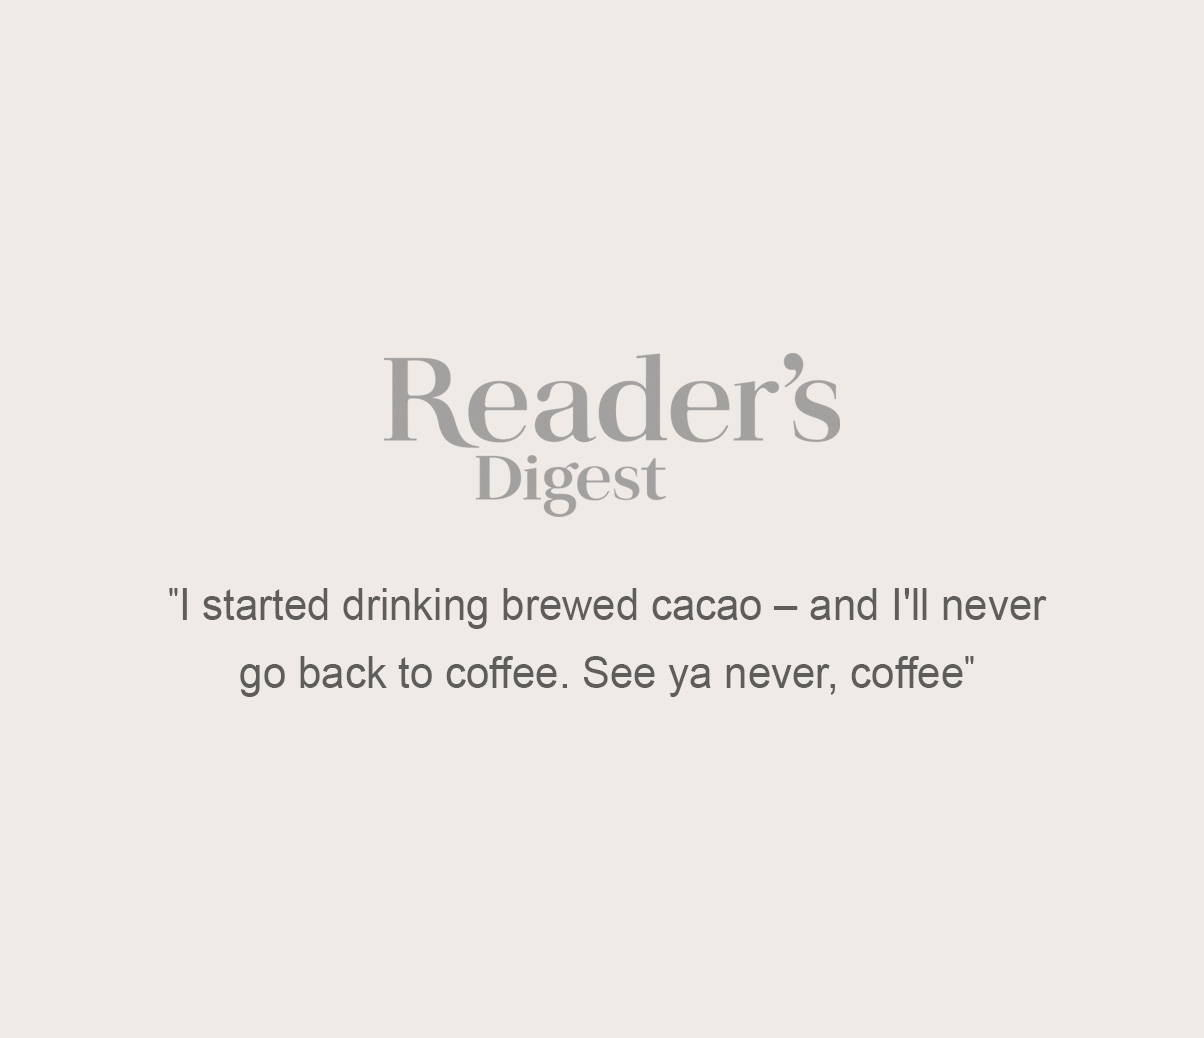 Reader's
Digest
"I started drinking brewed cacao – and I'll never
go back to coffee. See ya never, coffee"